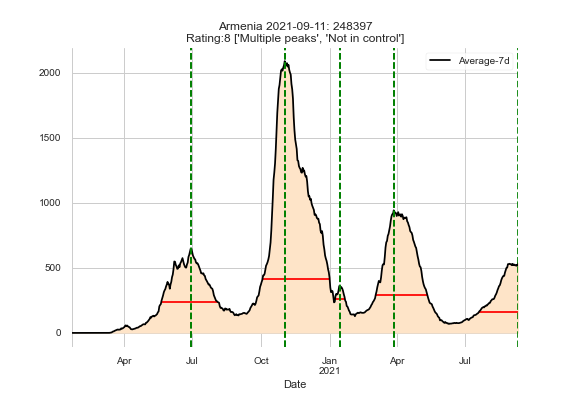 Armenia 2021-09-11: 248397
Rating:8 ['Multiple peaks', 'Not in control']
Average-7d
2000
1500
1000
500
0
Apr Jul Oct Jan Apr Jul
2021
Date